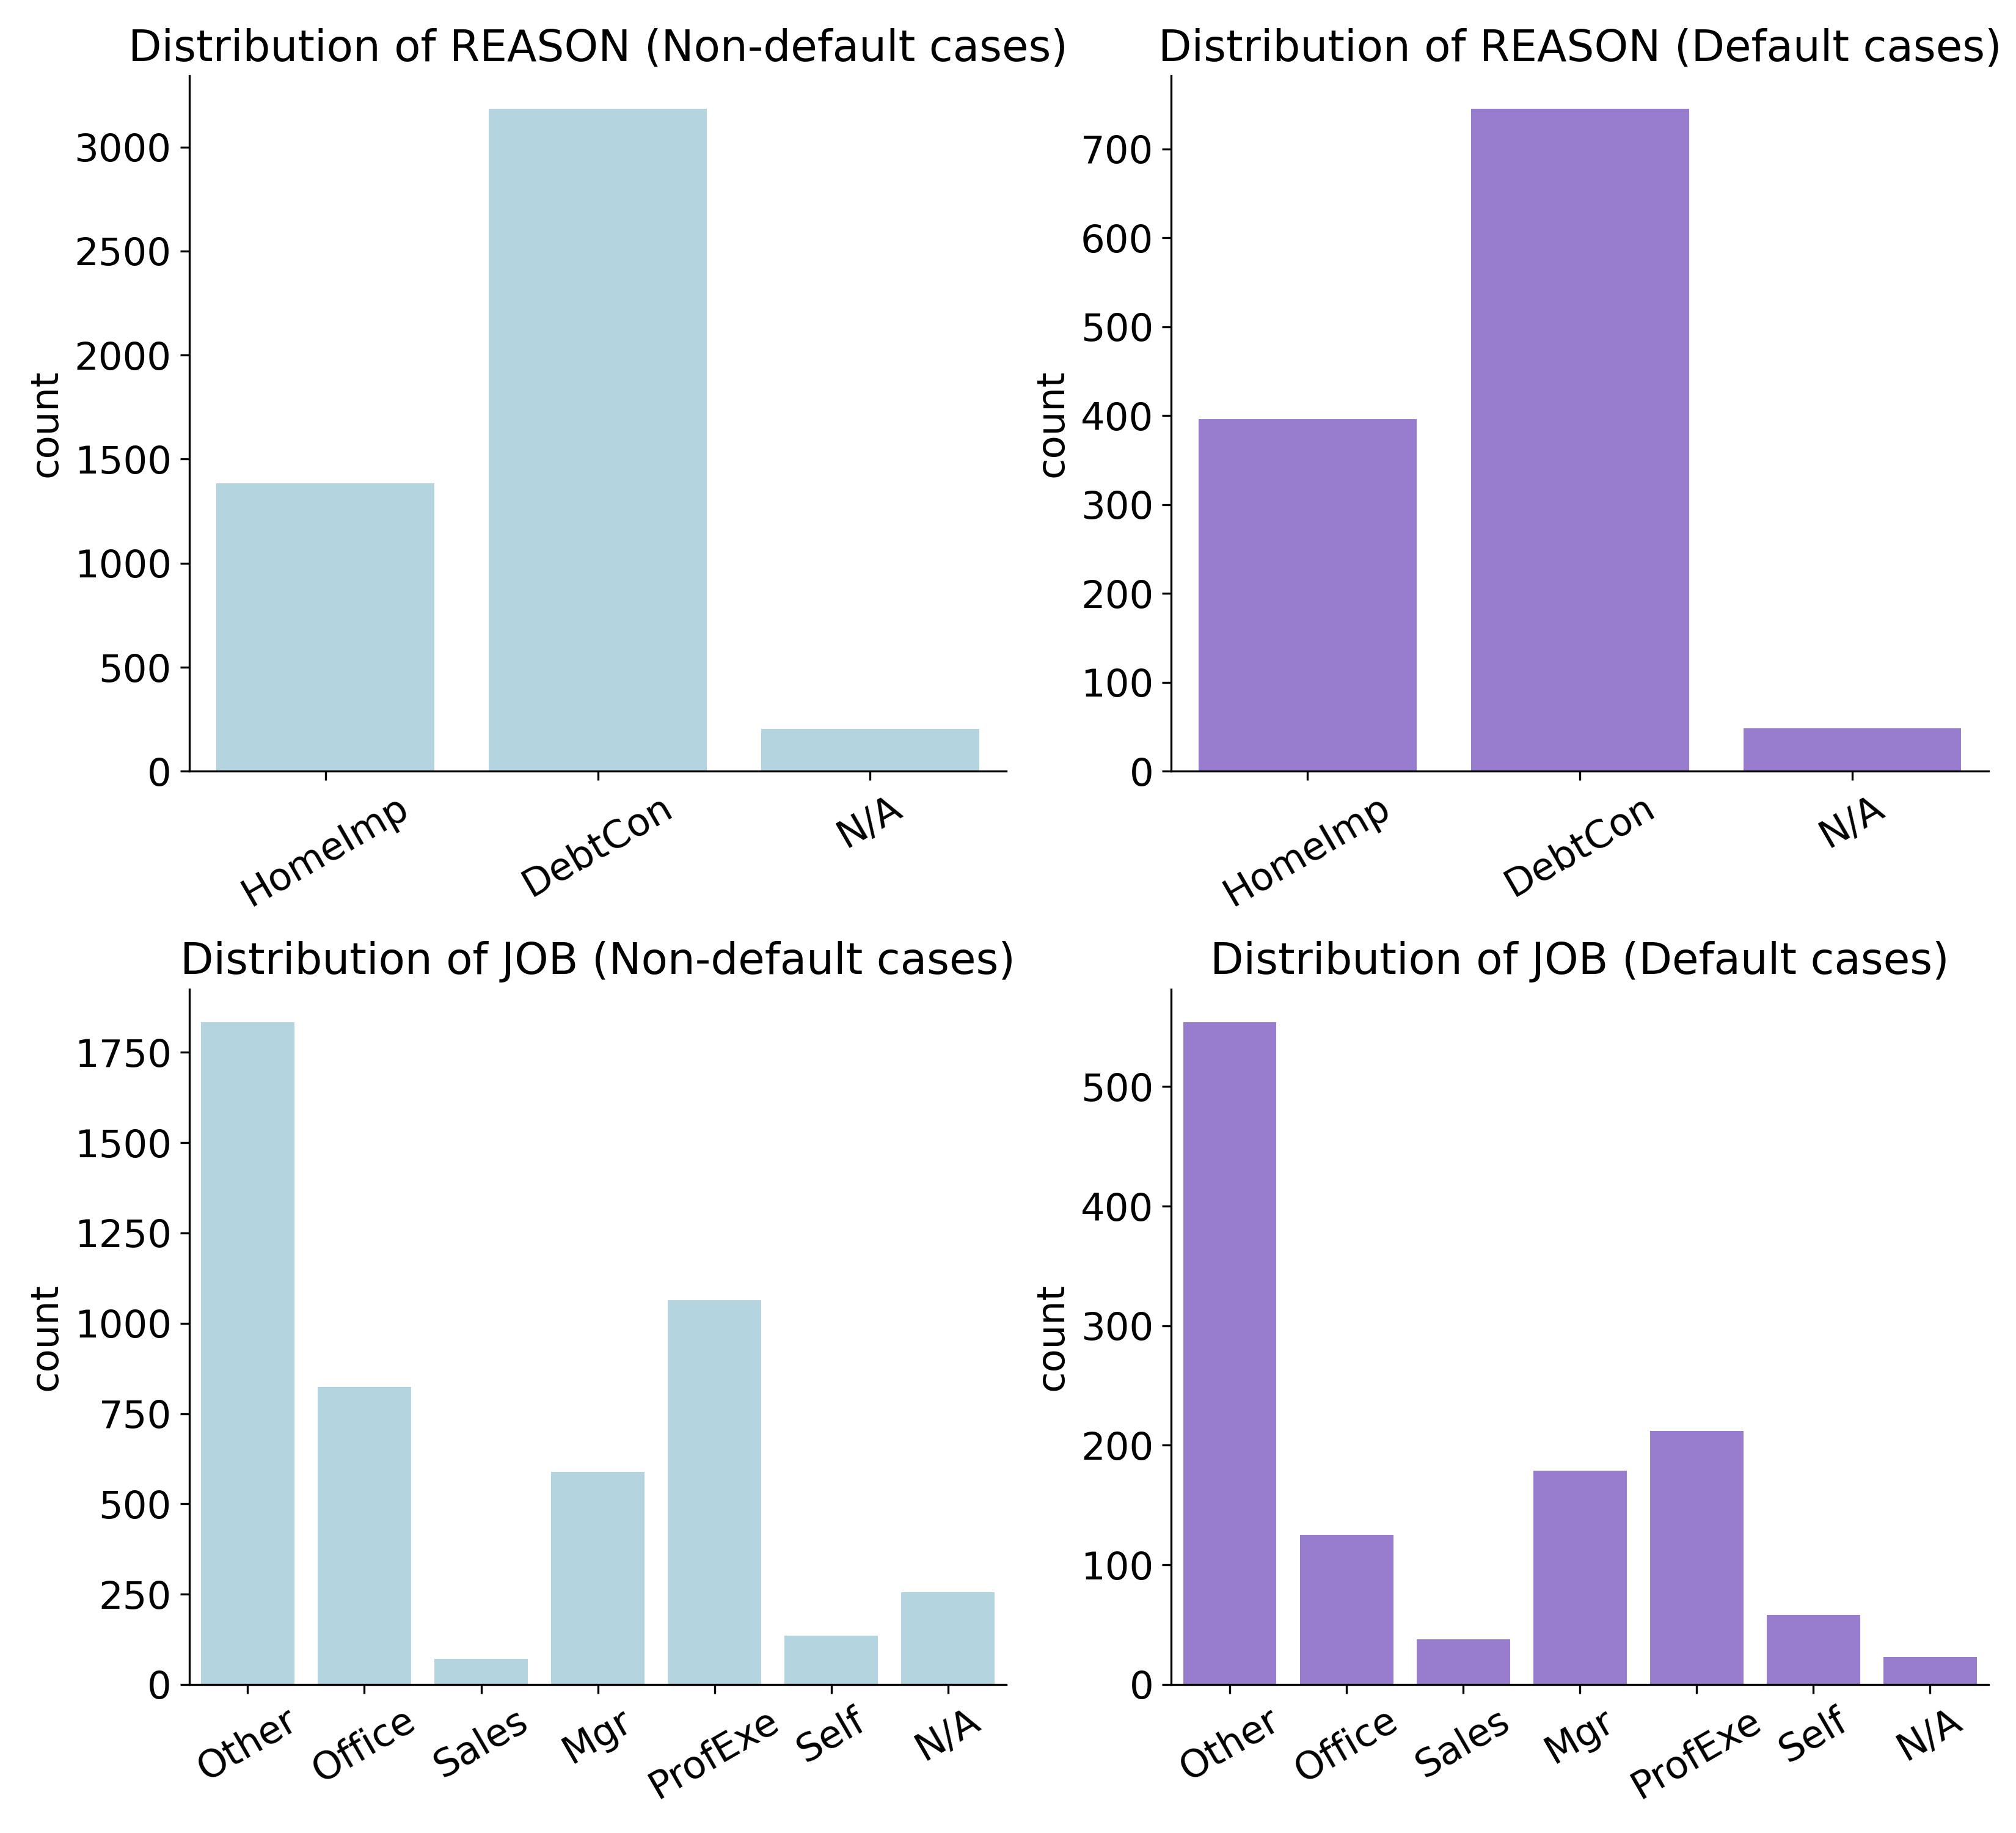 Distribution of REASON (Non-default cases)
count
3000
2500
2000
1500
1000
500
0
HomeImp
DebtCon
N/A
Distribution of REASON (Default cases)
count
700
600
500
400
300
200
100
0
HomeImp
DebtCon
N/A
Distribution of JOB (Non-default cases)
count
1750
1500
1250
1000
750
500
250
0
Other
Office
Sales
Mgr
ProfExe
Self
N/A
Distribution of JOB (Default cases)
count
500
400
300
200
100
0
Other
Office
Sales
Mgr
ProfExe
Self
N/A